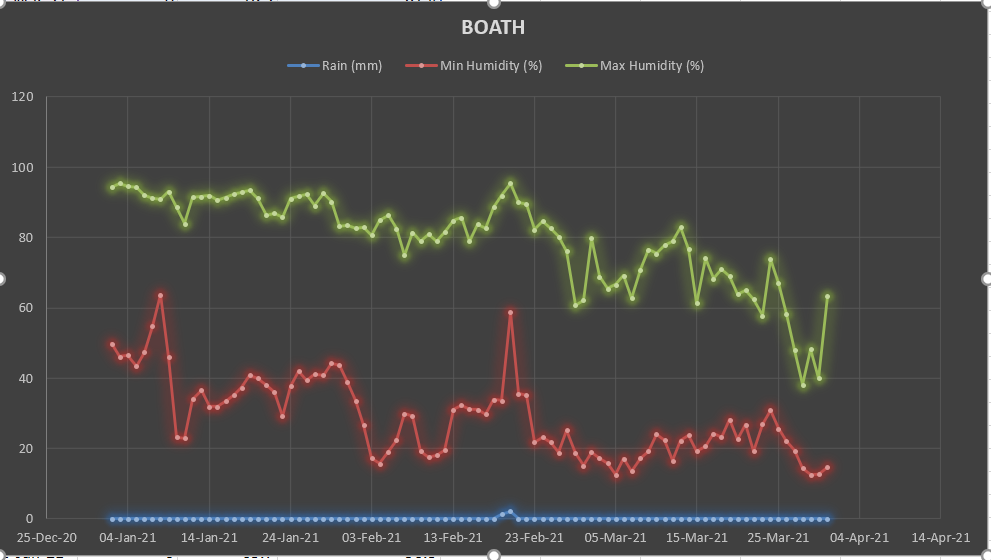 BOATH
Rain (mm) Min Humidity (%) Max Humidity (%)
120
100
80
60
40
20
0
25-Dec-20 04-Jan-21 14-Jan-21 24-Jan-21 03-Feb-21 13-Feb-21 23-Feb-21 05-Mar-21 15-Mar-21 25-Mar-21 04-Apr-21 14-Apr-21